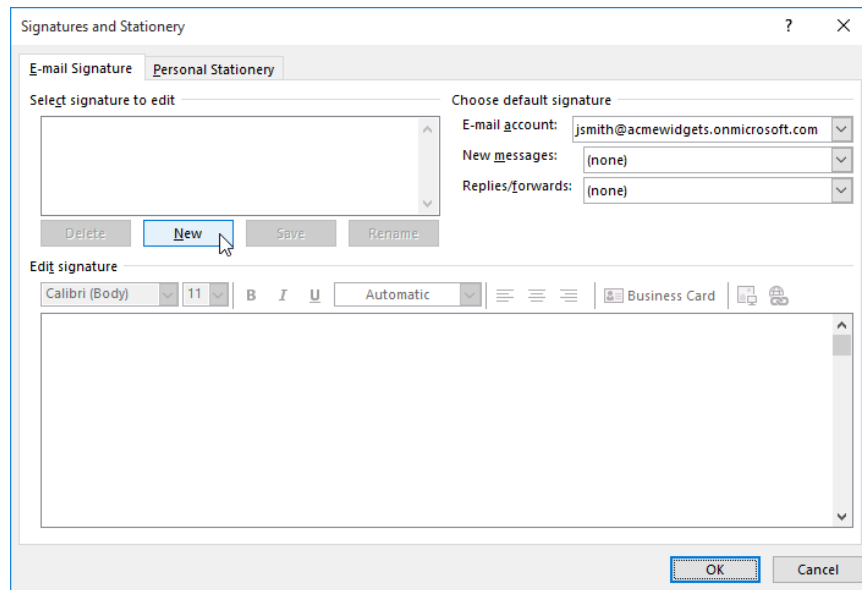 Signatures and Stationery ?
E-mail Signature Personal Stationery
Select signature to edit
Choose default signature
E-mail account: jsmith@acmewidgets.onmicrosoft.com
New messages: (none)
Replies/forwards: (none)
Delete New Save Rename
Edit signature
Calibri (Body) 11 B I U Automatic Business Card
OK Cancel